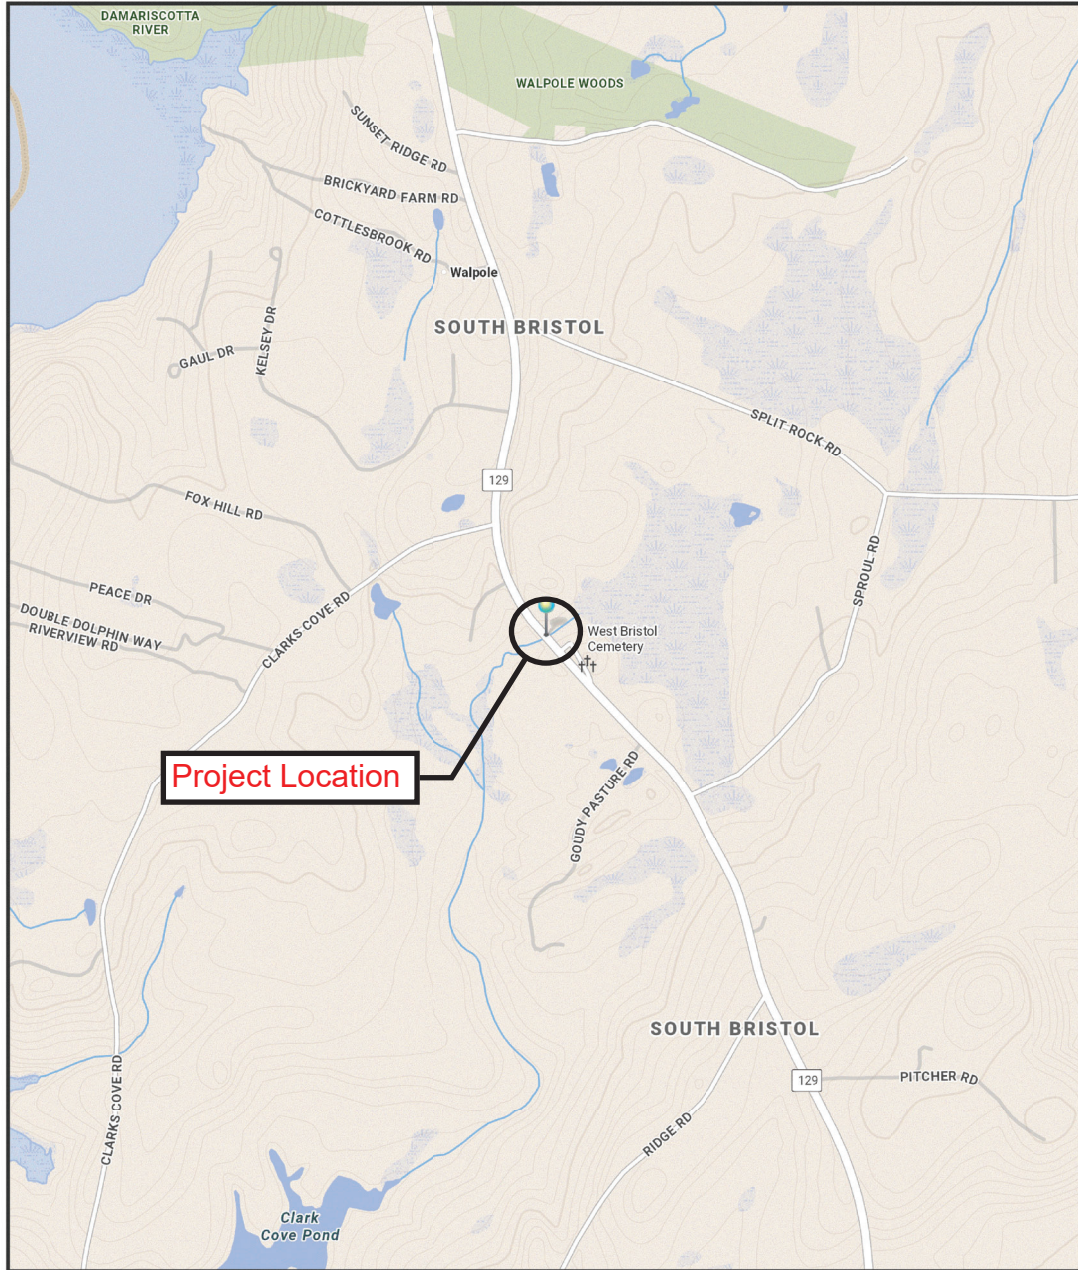 DAMARISCOTTA
RIVER
WALPOLE WOODS
SUNSET RIDGE RD
BRICKYARD FARM RD
COTTLESBROOK RD
Walpole
SOUTH BRISTOL
KELSEY DR
GAUL DR
SPLIT ROCK RD
129
FOX HILL RD
SPROUL RD
PEACE DR
DOUBLE DOLPHIN WAY
RIVERVIEW RD
CLARKS COVE RD
West Bristol
Cemetery
Project Location
GOUDY PASTURE RD
SOUTH BRISTOL
129
PITCHER RD
CLARKS COVE RD
RIDGE RD
Clark
Cove Pond